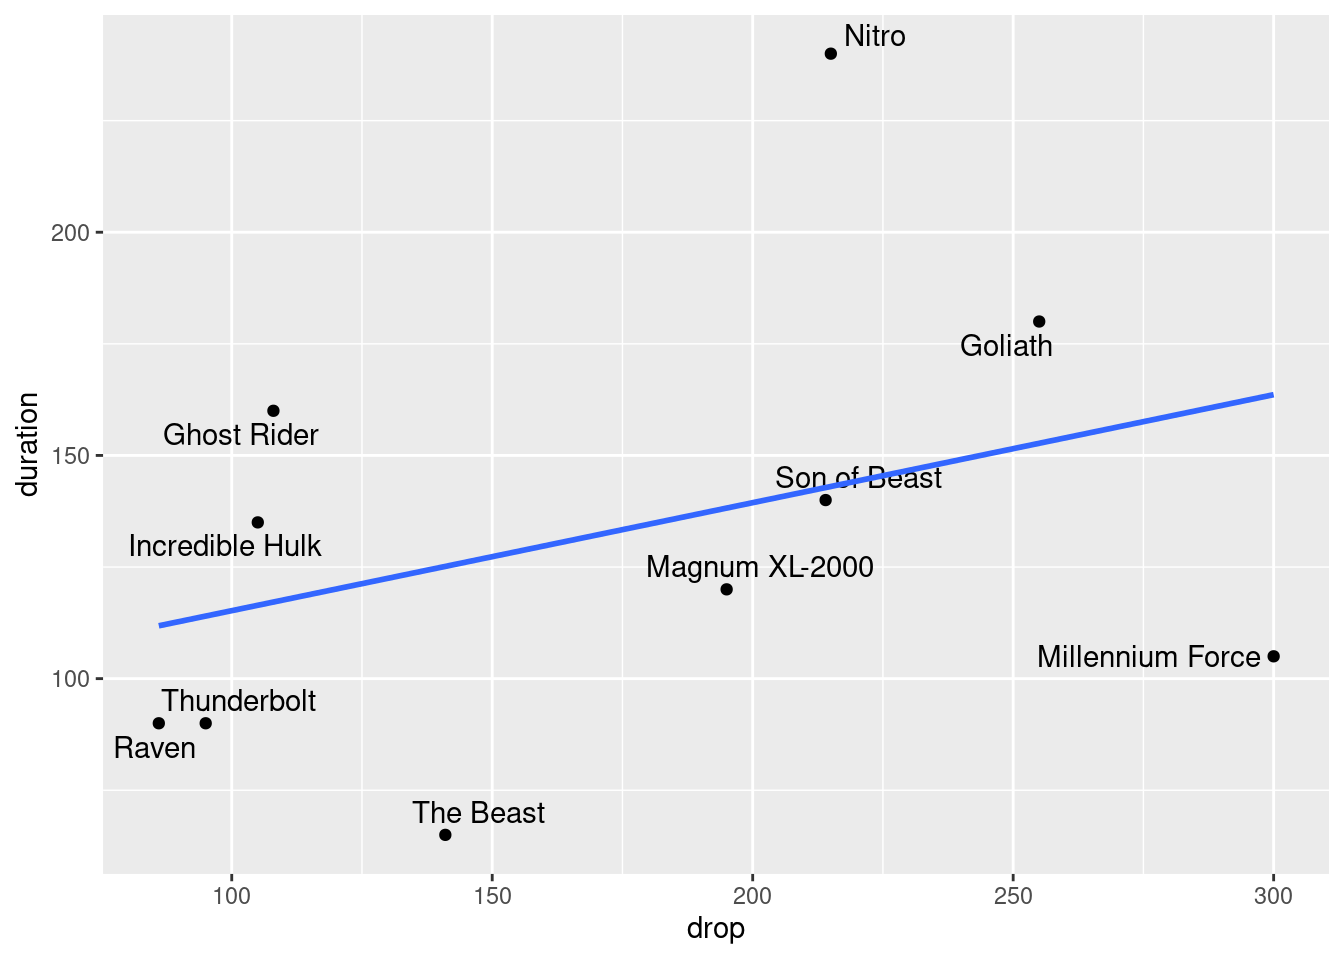 Nitro
200
Goliath
Ghost Rider
150
Son of Beast
Incredible Hulk
Magnum XL-2000
Millennium Force
100
Thunderbolt
Raven
The Beast
100 150 200 250 300
drop
duration